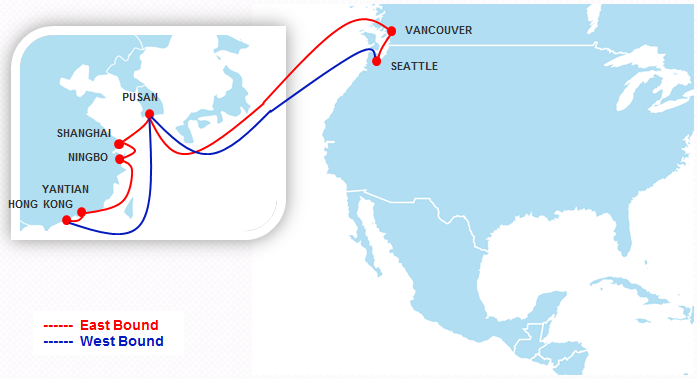 VANCOUVER
SEATTLE
PUSAN
SHANGHAI
NINGBO
YANTIAN
HONG KONG
------ East Bound
------ West Bound